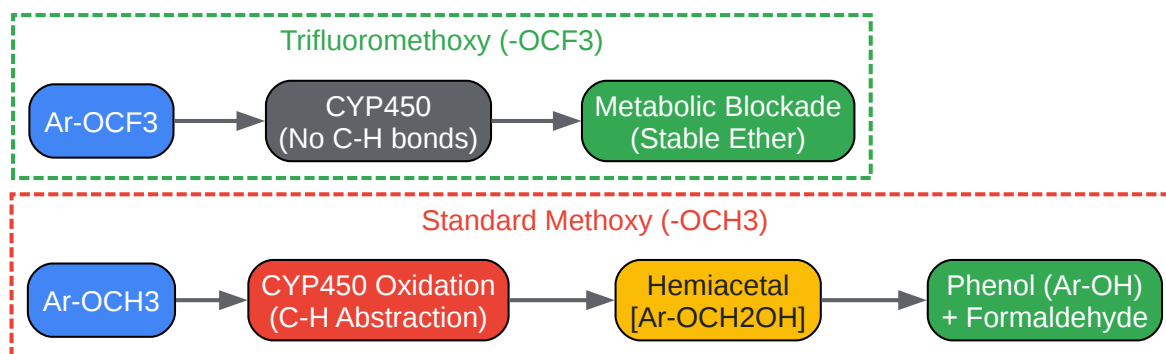 Trifluoromethoxy (-OCF3)
Ar-OCF3
CYP450
(No C-H bonds)
Metabolic Blockade
(Stable Ether)
Standard Methoxy (-OCH3)
Ar-OCH3
CYP450 Oxidation
(C-H Abstraction)
Hemiacetal
[Ar-OCH2OH]
Phenol (Ar-OH)
+ Formaldehyde